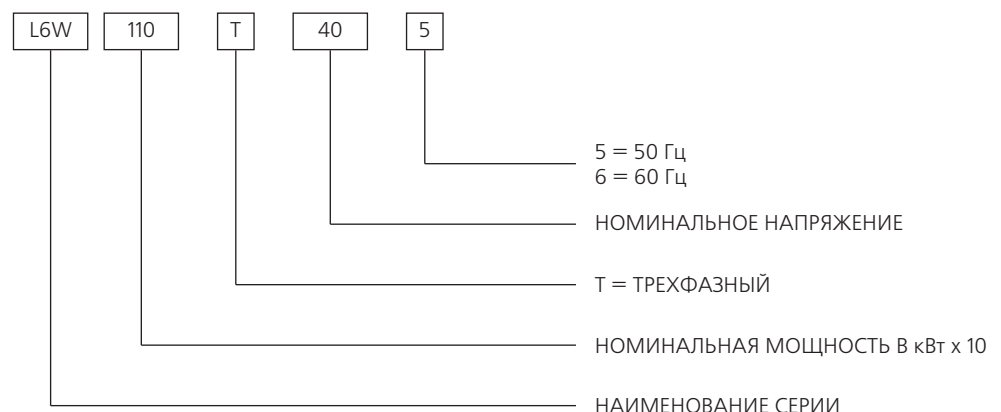 L6W 110 T 40 5
5 = 50 Гц
6 = 60 Гц
НОМИНАЛЬНОЕ НАПРЯЖЕНИЕ
T = ТРЕХФАЗНЫЙ
НОМИНАЛЬНАЯ МОЩНОСТЬ В кВт x 10
НАИМЕНОВАНИЕ СЕРИИ